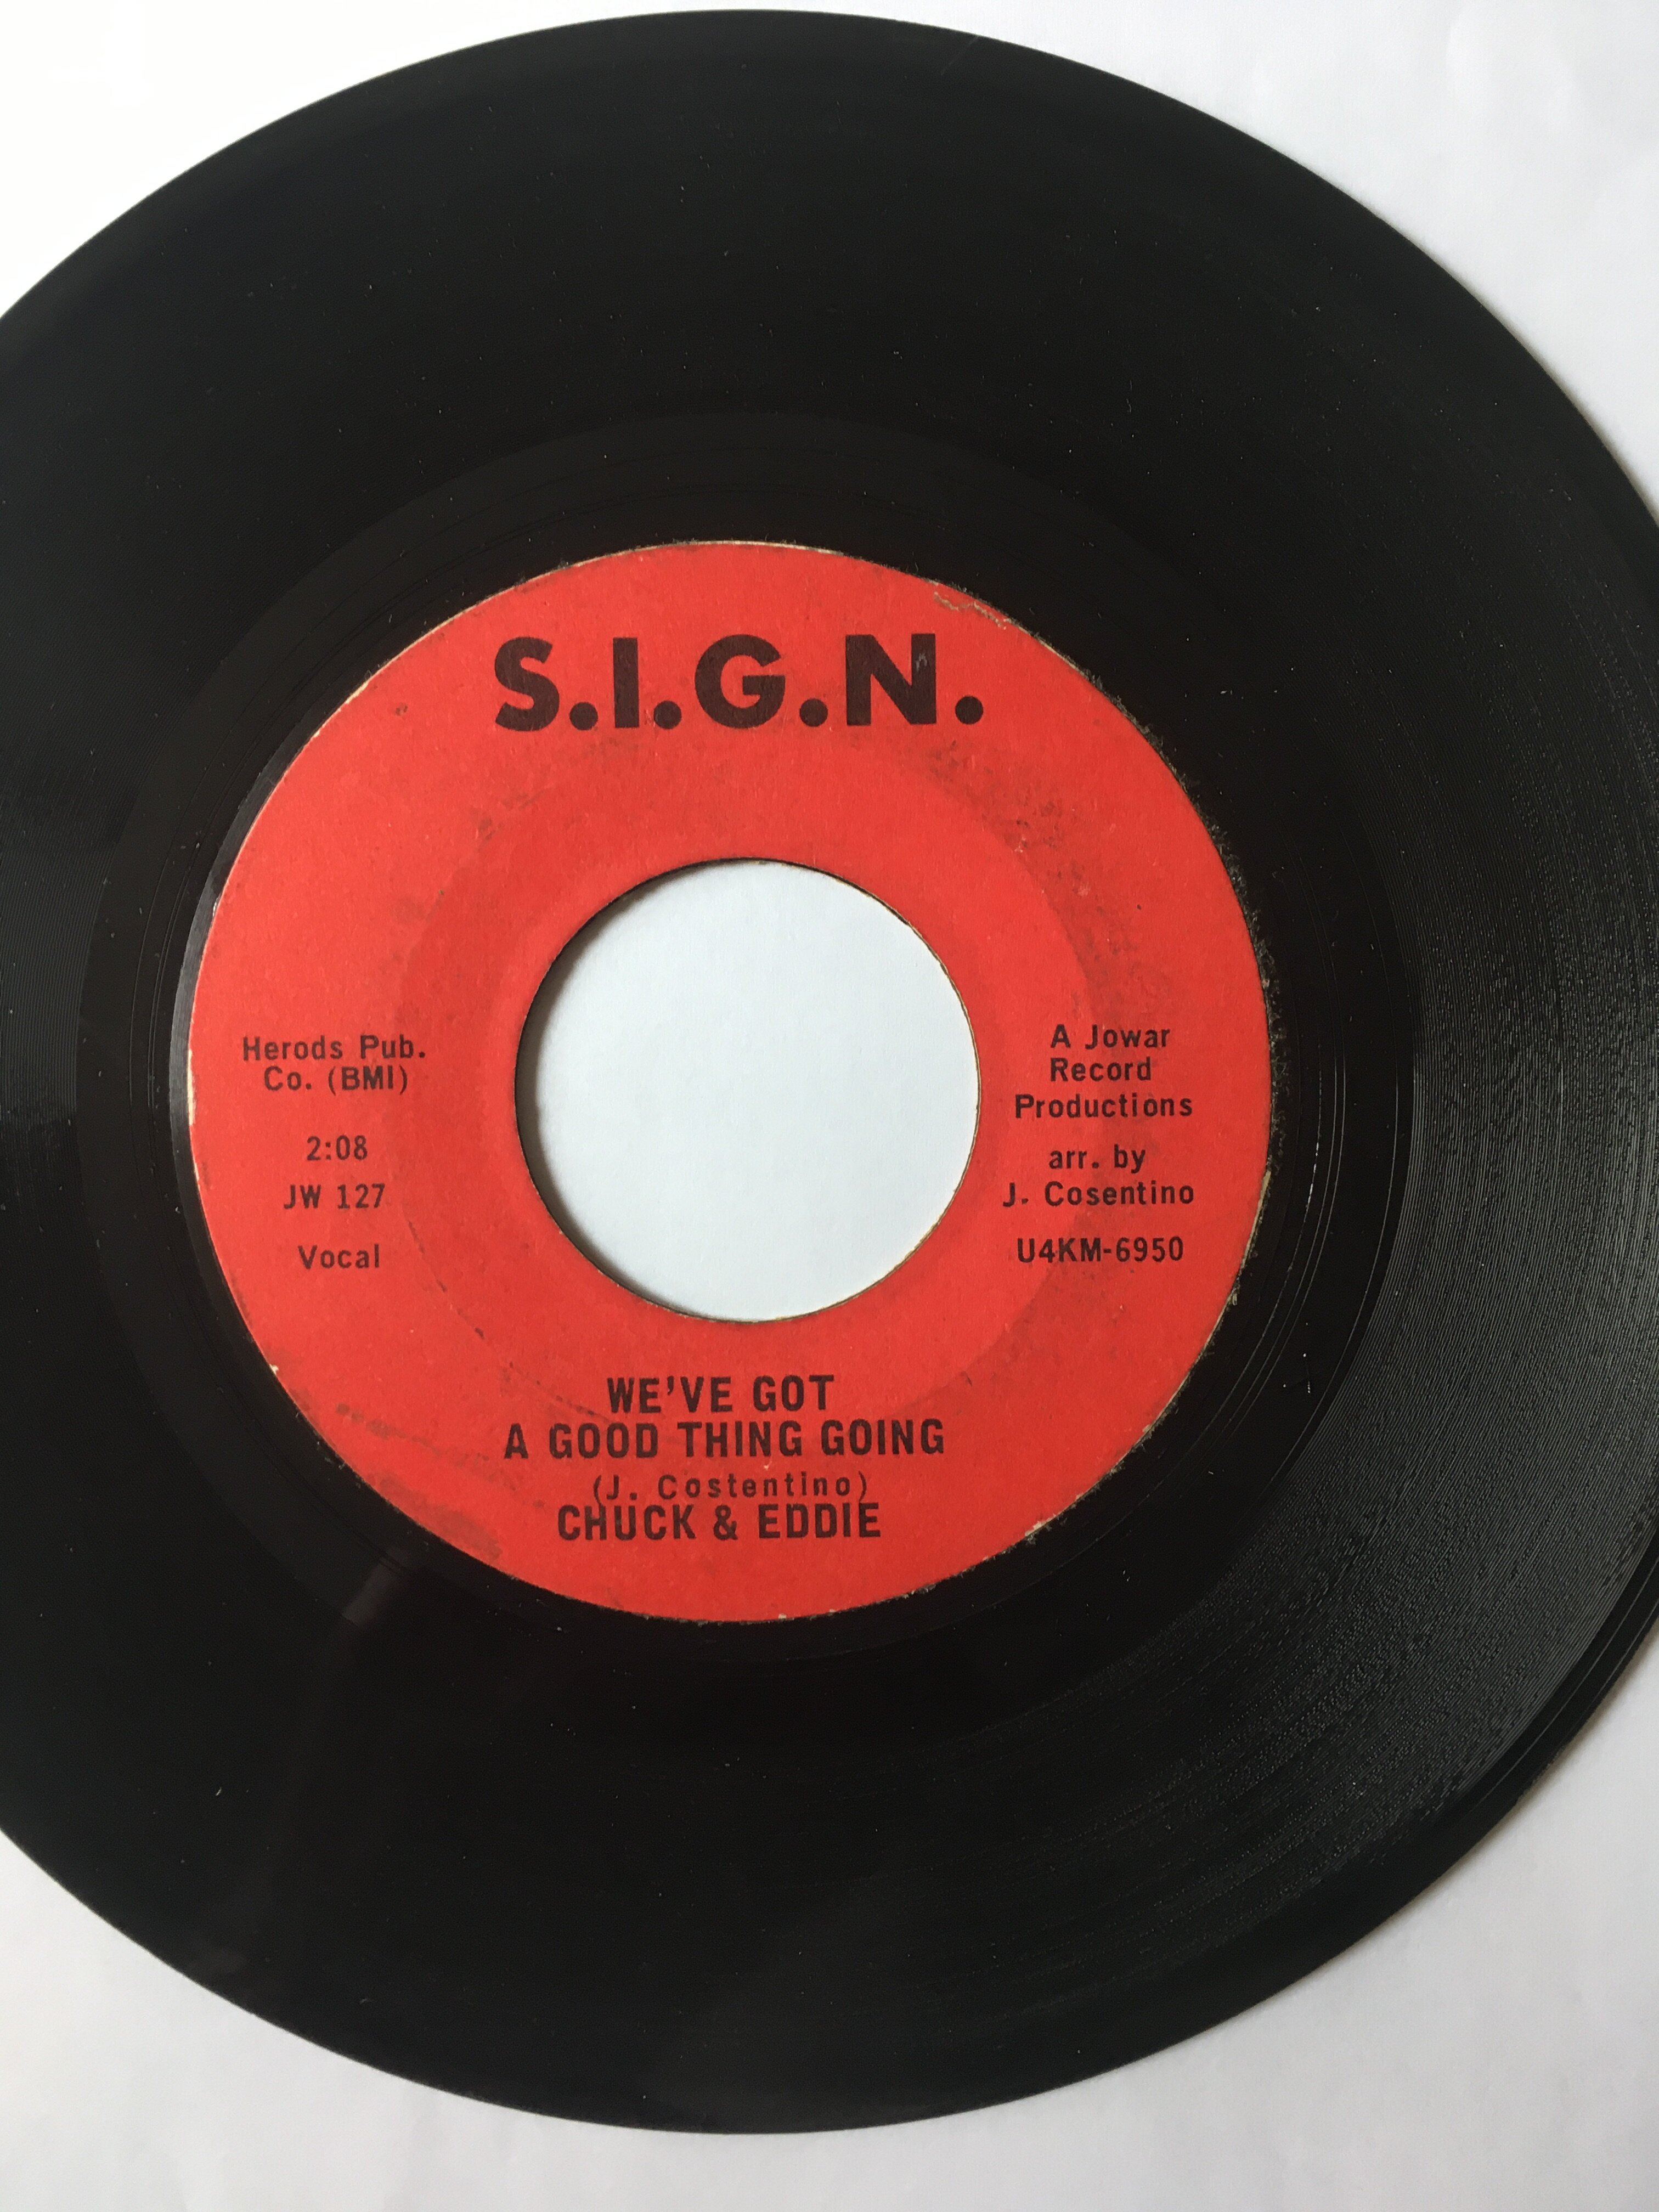 S.I.G.N.
Herods Pub.
Co. (BMI)
2:08
JW 127
Vocal
A Jowar
Record
Productions
arr. by
J. Cosentino
U4KM-6950
WE'VE GOT
A GOOD THING GOING
(J. Costentino)
CHUCK & EDDIE